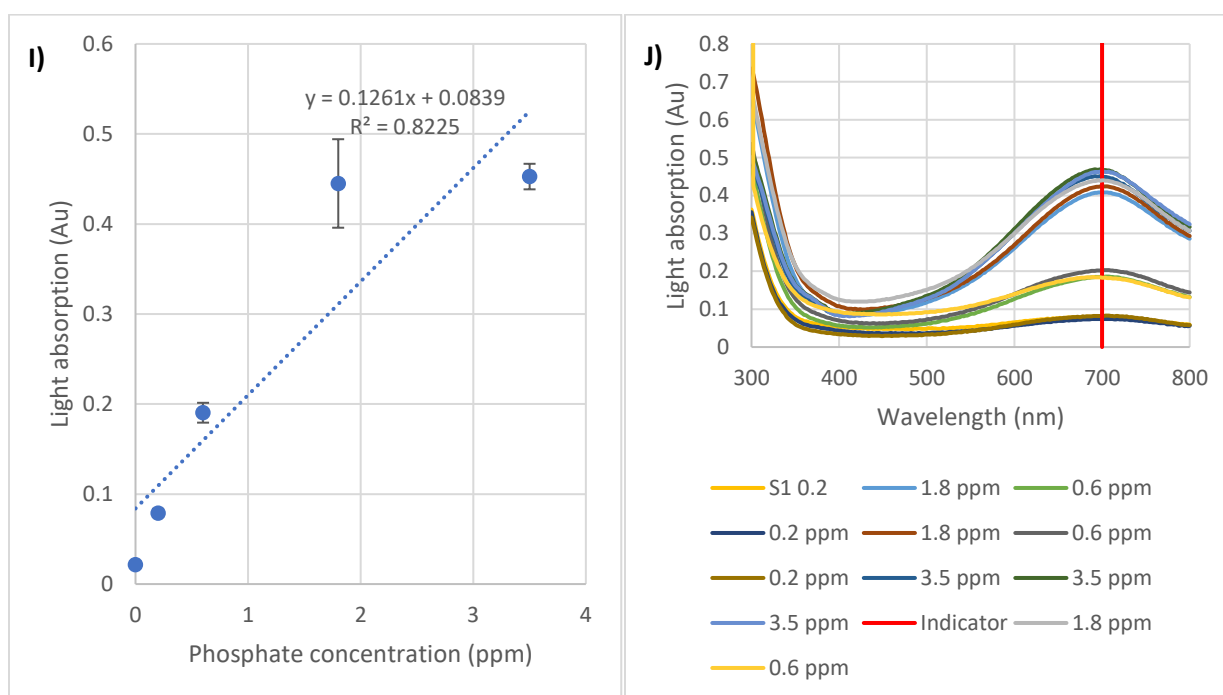 I)
0.6
0.5
0.4
0.3
0.2
0.1
0
Light absorption (Au)
y = 0.1261x + 0.0839
R² = 0.8225
0 1 2 3 4
Phosphate concentration (ppm)
J)
0.8
0.7
0.6
0.5
0.4
0.3
0.2
0.1
0
Light absorption (Au)
300 400 500 600 700 800
Wavelength (nm)
S1 0.2 1.8 ppm 0.6 ppm
0.2 ppm 1.8 ppm 0.6 ppm
0.2 ppm 3.5 ppm 3.5 ppm
3.5 ppm Indicator 1.8 ppm
0.6 ppm